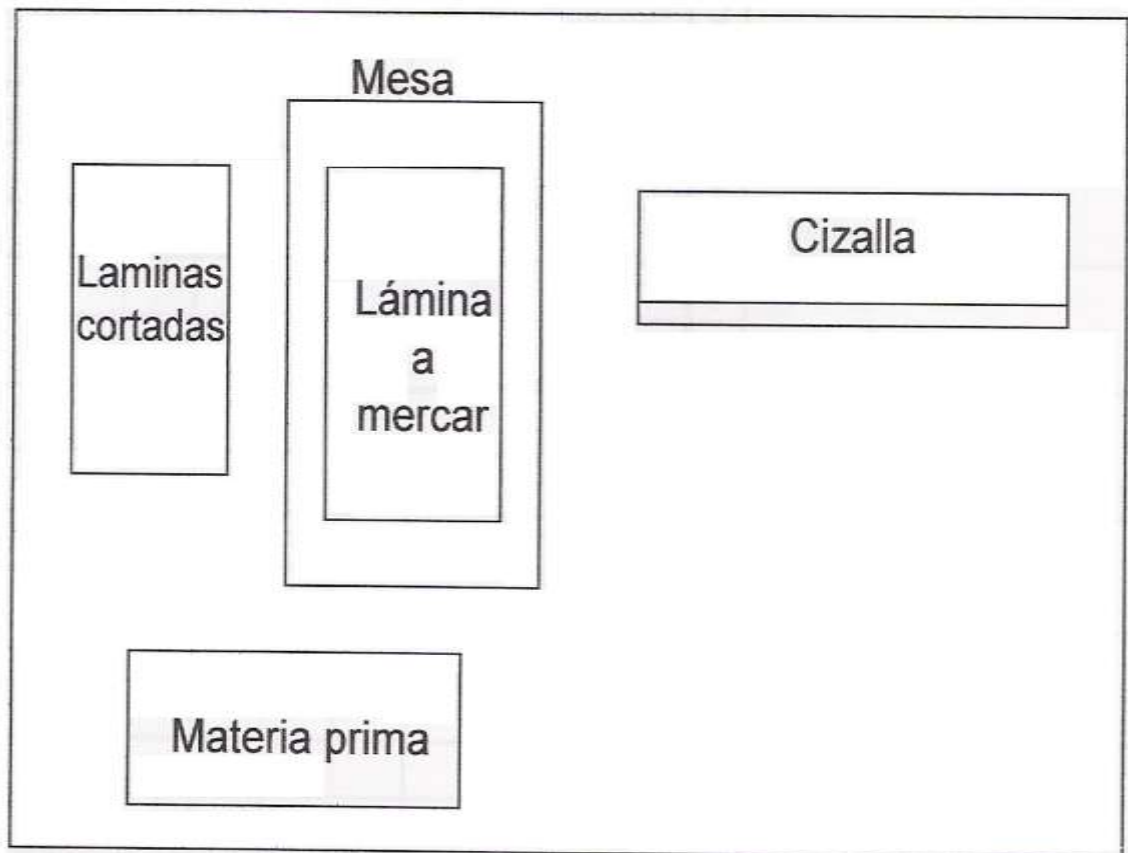 Mesa
Laminas
cortadas
Lámina
a
mercar
Cizalla
Materia prima